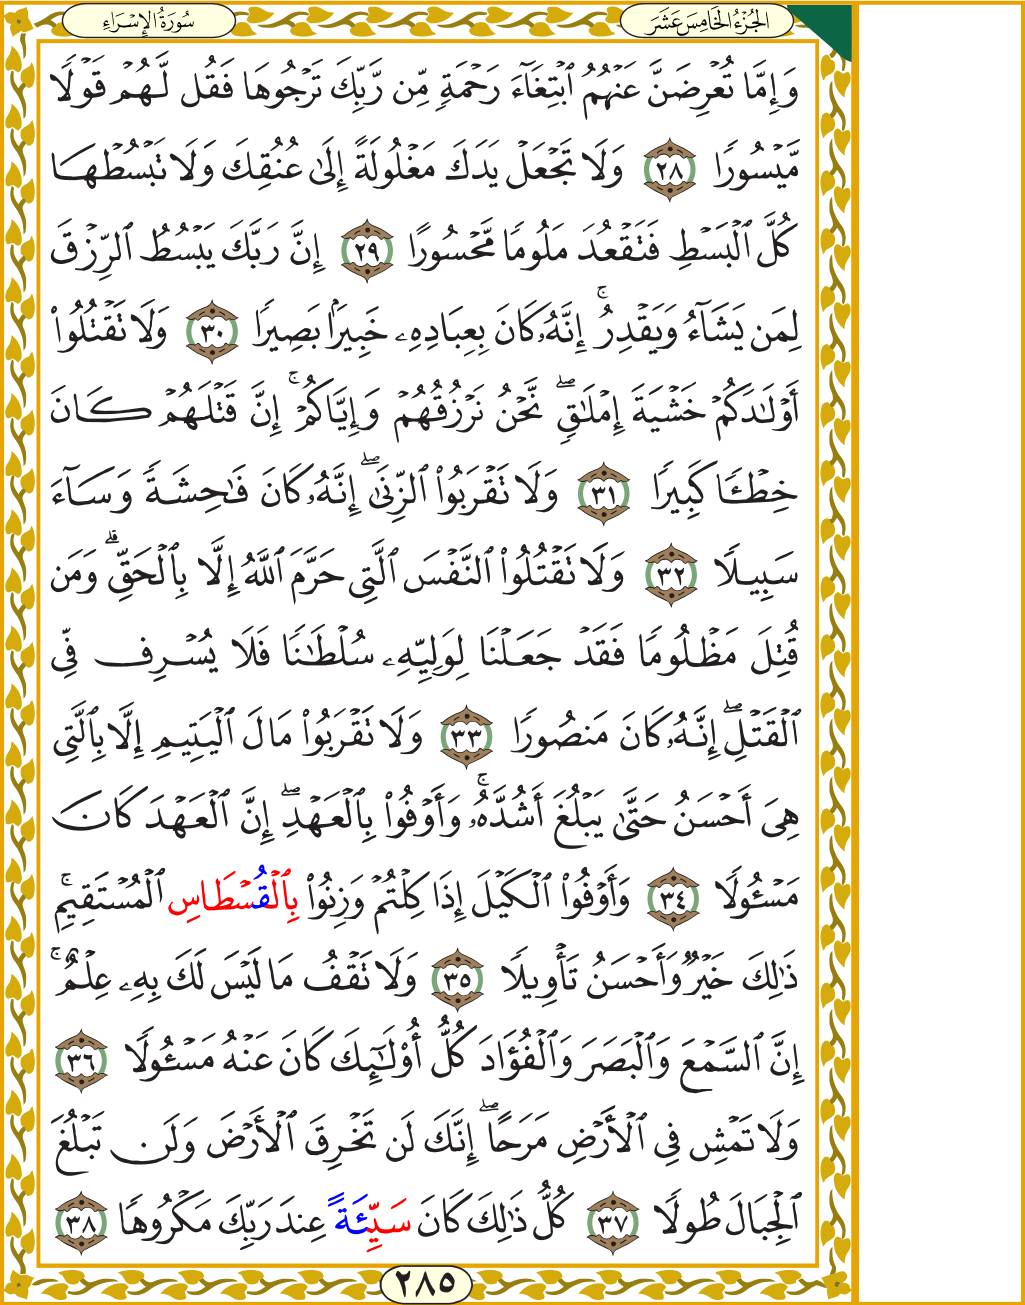 سُورَةُ الإِسْرَاءِ
الجُزْءُ الخَامِسَ عَشَرَ
وَإِمَّا تُعْرِضَنَّ عَنْهُمُ ٱبْتِغَآءَ رَحْمَةٍ مِّن رَّبِّكَ تَرْجُوهَا فَقُل لَّهُمْ قَوْلًا
مَّيْسُورًا ٢٨ وَلَا تَجْعَلْ يَدَكَ مَغْلُولَةً إِلَىٰ عُنُقِكَ وَلَا تَبْسُطْهَا
كُلَّ ٱلْبَسْطِ فَتَقْعُدَ مَلُومًا مَّحْسُورًا ٢٩ إِنَّ رَبَّكَ يَبْسُطُ ٱلرِّزْقَ
لِمَن يَشَآءُ وَيَقْدِرُ ۚ إِنَّهُۥ كَانَ بِعِبَادِهِۦ خَبِيرًۢا بَصِيرًا ٣٠ وَلَا تَقْتُلُوٓا۟
أَوْلَـٰدَكُمْ خَشْيَةَ إِمْلَـٰقٍ ۖ نَّحْنُ نَرْزُقُهُمْ وَإِيَّاكُمْ ۚ إِنَّ قَتْلَهُمْ كَانَ
خِطْـًٔا كَبِيرًا ٣١ وَلَا تَقْرَبُوا۟ ٱلزِّنَىٰٓ ۖ إِنَّهُۥ كَانَ فَـٰحِشَةً وَسَآءَ
سَبِيلًا ٣٢ وَلَا تَقْتُلُوا۟ ٱلنَّفْسَ ٱلَّتِى حَرَّمَ ٱللَّهُ إِلَّا بِٱلْحَقِّ ۗ وَمَن
قُتِلَ مَظْلُومًا فَقَدْ جَعَلْنَا لِوَلِيِّهِۦ سُلْطَـٰنًا فَلَا يُسْرِف فِّى
ٱلْقَتْلِ ۖ إِنَّهُۥ كَانَ مَنصُورًا ٣٣ وَلَا تَقْرَبُوا۟ مَالَ ٱلْيَتِيمِ إِلَّا بِٱلَّتِى
هِىَ أَحْسَنُ حَتَّىٰ يَبْلُغَ أَشُدَّهُۥ ۚ وَأَوْفُوا۟ بِٱلْعَهْدِ ۖ إِنَّ ٱلْعَهْدَ كَانَ
مَسْـُٔولًا ٣٤ وَأَوْفُوا۟ ٱلْكَيْلَ إِذَا كِلْتُمْ وَزِنُوا۟ بِٱلْقُسْطَاسِ ٱلْمُسْتَقِيمِ ۚ
ذَٰلِكَ خَيْرٌ وَأَحْسَنُ تَأْوِيلًا ٣٥ وَلَا تَقْفُ مَا لَيْسَ لَكَ بِهِۦ عِلْمٌ ۚ
إِنَّ ٱلسَّمْعَ وَٱلْبَصَرَ وَٱلْفُؤَادَ كُلُّ أُو۟لَـٰٓئِكَ كَانَ عَنْهُ مَسْـُٔولًا ٣٦
وَلَا تَمْشِ فِى ٱلْأَرْضِ مَرَحًا ۖ إِنَّكَ لَن تَخْرِقَ ٱلْأَرْضَ وَلَن تَبْلُغَ
ٱلْجِبَالَ طُولًا ٣٧ كُلُّ ذَٰلِكَ كَانَ سَيِّئَةً عِندَ رَبِّكَ مَكْرُوهًا ٣٨
٢٨٥